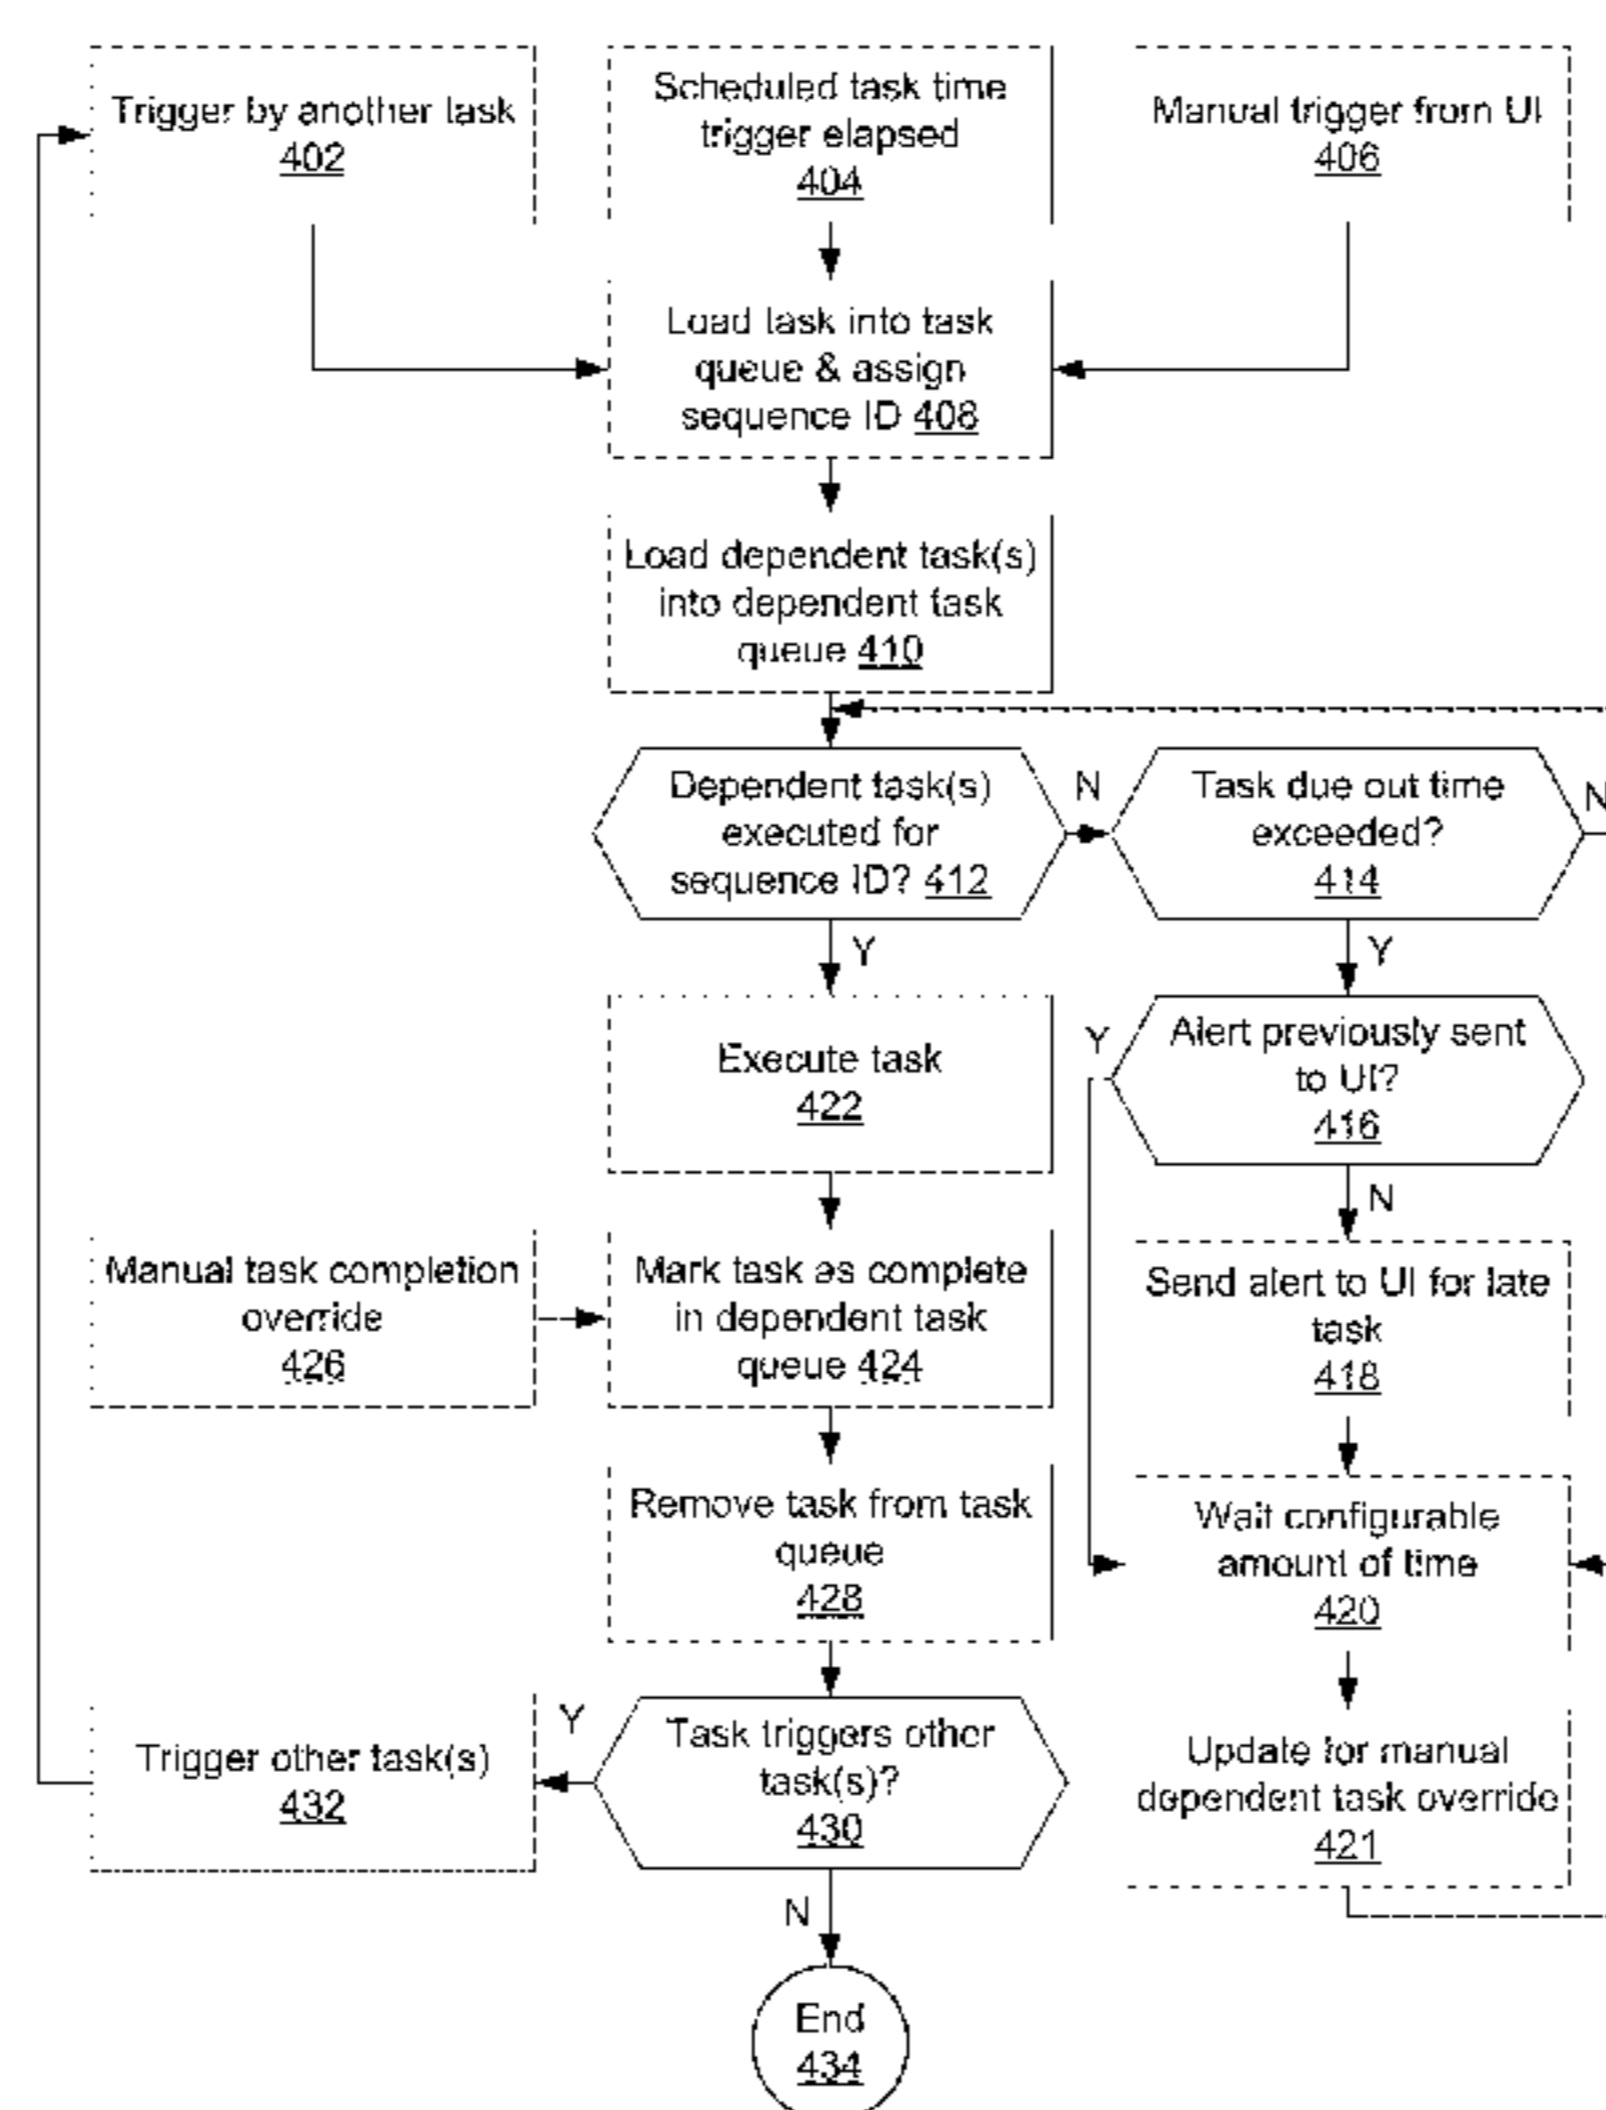 Trigger by another task
402
Scheduled task time
trigger elapsed
404
Manual trigger from UI
406
Load task into task
queue & assign
sequence ID 408
Load dependent task(s)
into dependent task
queue 410
Dependent task(s)
executed for
sequence ID? 412
N
Task due out time
exceeded?
414
N
Y
Y
Execute task
422
Y
Alert previously sent
to UI?
416
N
Manual task completion
override
426
Mark task as complete
in dependent task
queue 424
Send alert to UI for late
task
418
Remove task from task
queue
428
Wait configurable
amount of time
420
Trigger other task(s)
432
Y
Task triggers other
task(s)?
430
Update for manual
dependent task override
421
N
End
434